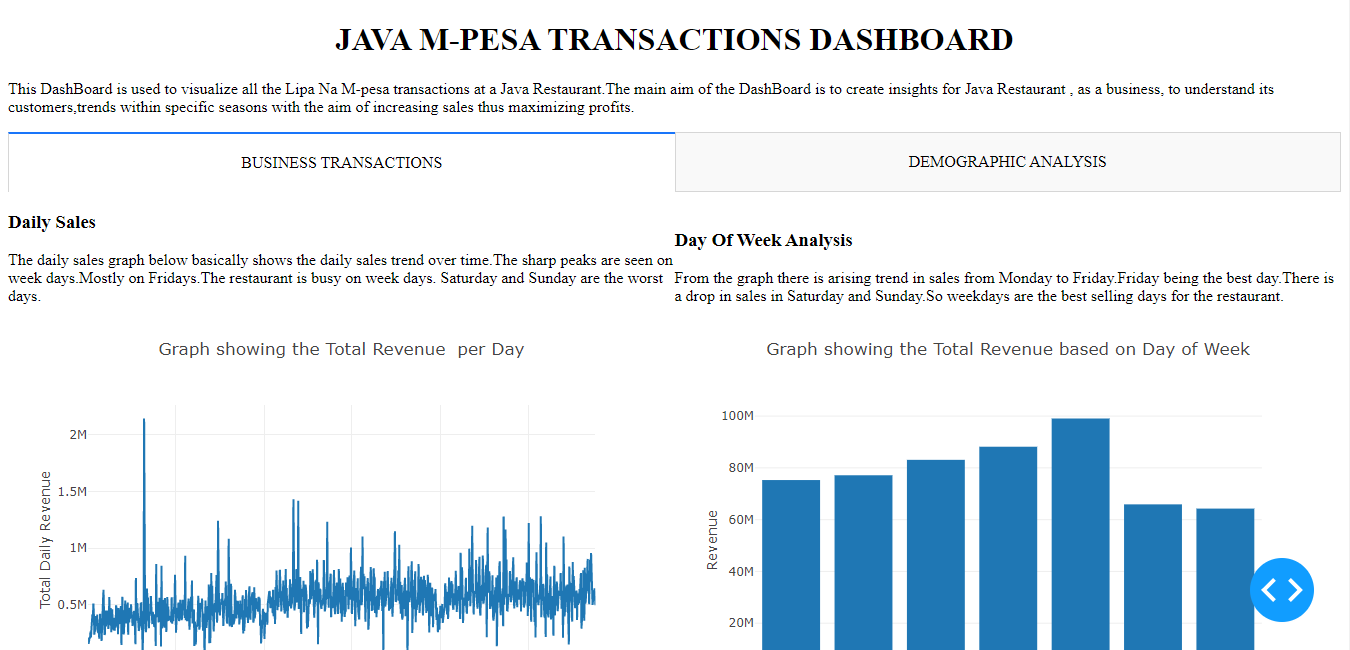 JAVA M-PESA TRANSACTIONS DASHBOARD
This DashBoard is used to visualize all the Lipa Na M-pesa transactions at a Java Restaurant.The main aim of the DashBoard is to create insights for Java Restaurant , as a business, to understand its
customers,trends within specific seasons with the aim of increasing sales thus maximizing profits.
BUSINESS TRANSACTIONS
DEMOGRAPHIC ANALYSIS
Daily Sales
The daily sales graph below basically shows the daily sales trend over time.The sharp peaks are seen on
week days.Mostly on Fridays.The restaurant is busy on week days. Saturday and Sunday are the worst
days.
Graph showing the Total Revenue  per Day
Total Daily Revenue
2M
1.5M
1M
0.5M
Day Of Week Analysis
From the graph there is arising trend in sales from Monday to Friday.Friday being the best day.There is
a drop in sales in Saturday and Sunday.So weekdays are the best selling days for the restaurant.
Graph showing the Total Revenue based on Day of Week
Revenue
100M
80M
60M
40M
20M